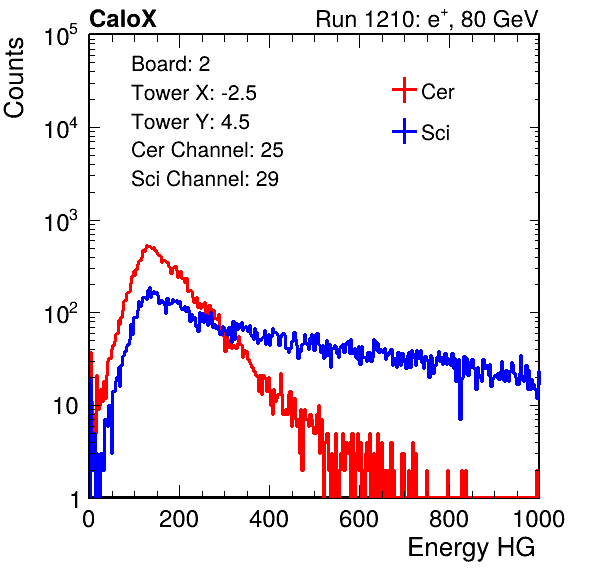 CaloX Run 1210: e⁺, 80 GeV
Counts
10⁵
10⁴
10³
10²
10
1
Board: 2
Tower X: -2.5
Tower Y: 4.5
Cer Channel: 25
Sci Channel: 29
Cer
Sci
0 200 400 600 800 1000
Energy HG